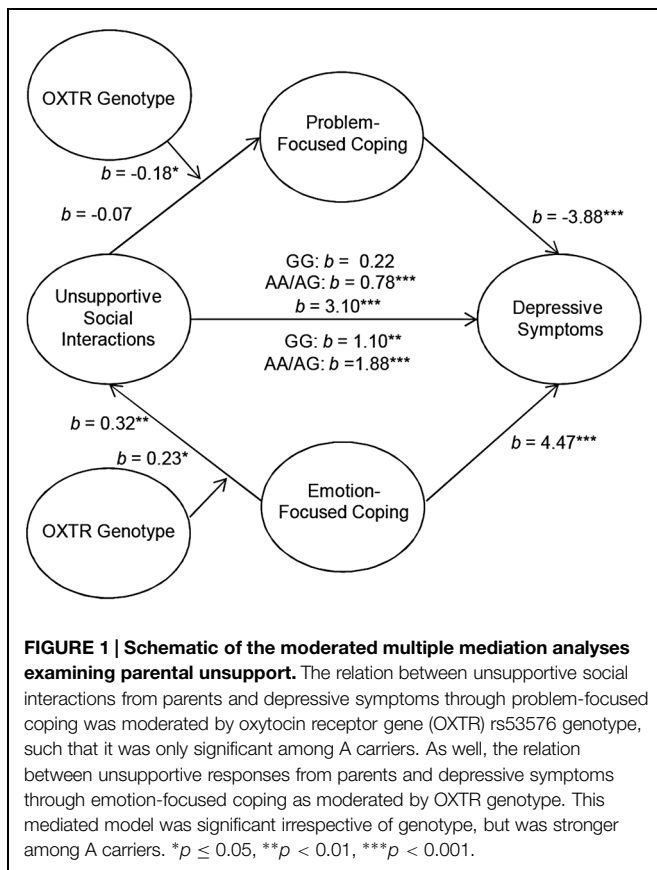 OXTR Genotype
Problem-
Focused Coping
b = -0.18*
b = -0.07
b = -3.88***
GG: b = 0.22
AA/AG: b = 0.78***
b = 3.10***
Unsupportive
Social
Interactions
Depressive
Symptoms
GG: b = 1.10**
AA/AG: b =1.88***
b = 0.32**
b = 0.23*
b = 4.47***
OXTR Genotype
Emotion-
Focused Coping
FIGURE 1 | Schematic of the moderated multiple mediation analyses
examining parental unsupport. The relation between unsupportive social
interactions from parents and depressive symptoms through problem-focused
coping was moderated by oxytocin receptor gene (OXTR) rs53576 genotype,
such that it was only significant among A carriers. As well, the relation
between unsupportive responses from parents and depressive symptoms
through emotion-focused coping as moderated by OXTR genotype. This
mediated model was significant irrespective of genotype, but was stronger
among A carriers. *p ≤ 0.05, **p < 0.01, ***p < 0.001.